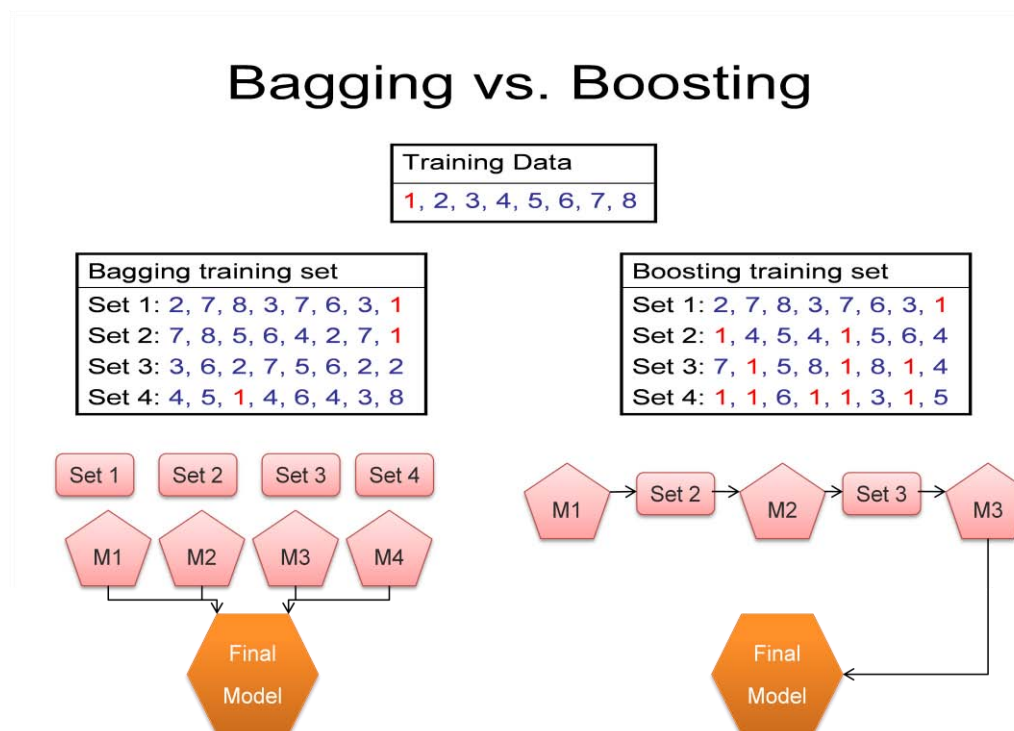 Bagging vs. Boosting
Training Data
1, 2, 3, 4, 5, 6, 7, 8
Bagging training set
Set 1: 2, 7, 8, 3, 7, 6, 3, 1
Set 2: 7, 8, 5, 6, 4, 2, 7, 1
Set 3: 3, 6, 2, 7, 5, 6, 2, 2
Set 4: 4, 5, 1, 4, 6, 4, 3, 8
Boosting training set
Set 1: 2, 7, 8, 3, 7, 6, 3, 1
Set 2: 1, 4, 5, 4, 1, 5, 6, 4
Set 3: 7, 1, 5, 8, 1, 8, 1, 4
Set 4: 1, 1, 6, 1, 1, 3, 1, 5
Set 1 Set 2 Set 3 Set 4
M1 M2 M3 M4
Final
Model
M1 Set 2 M2 Set 3 M3
Final
Model